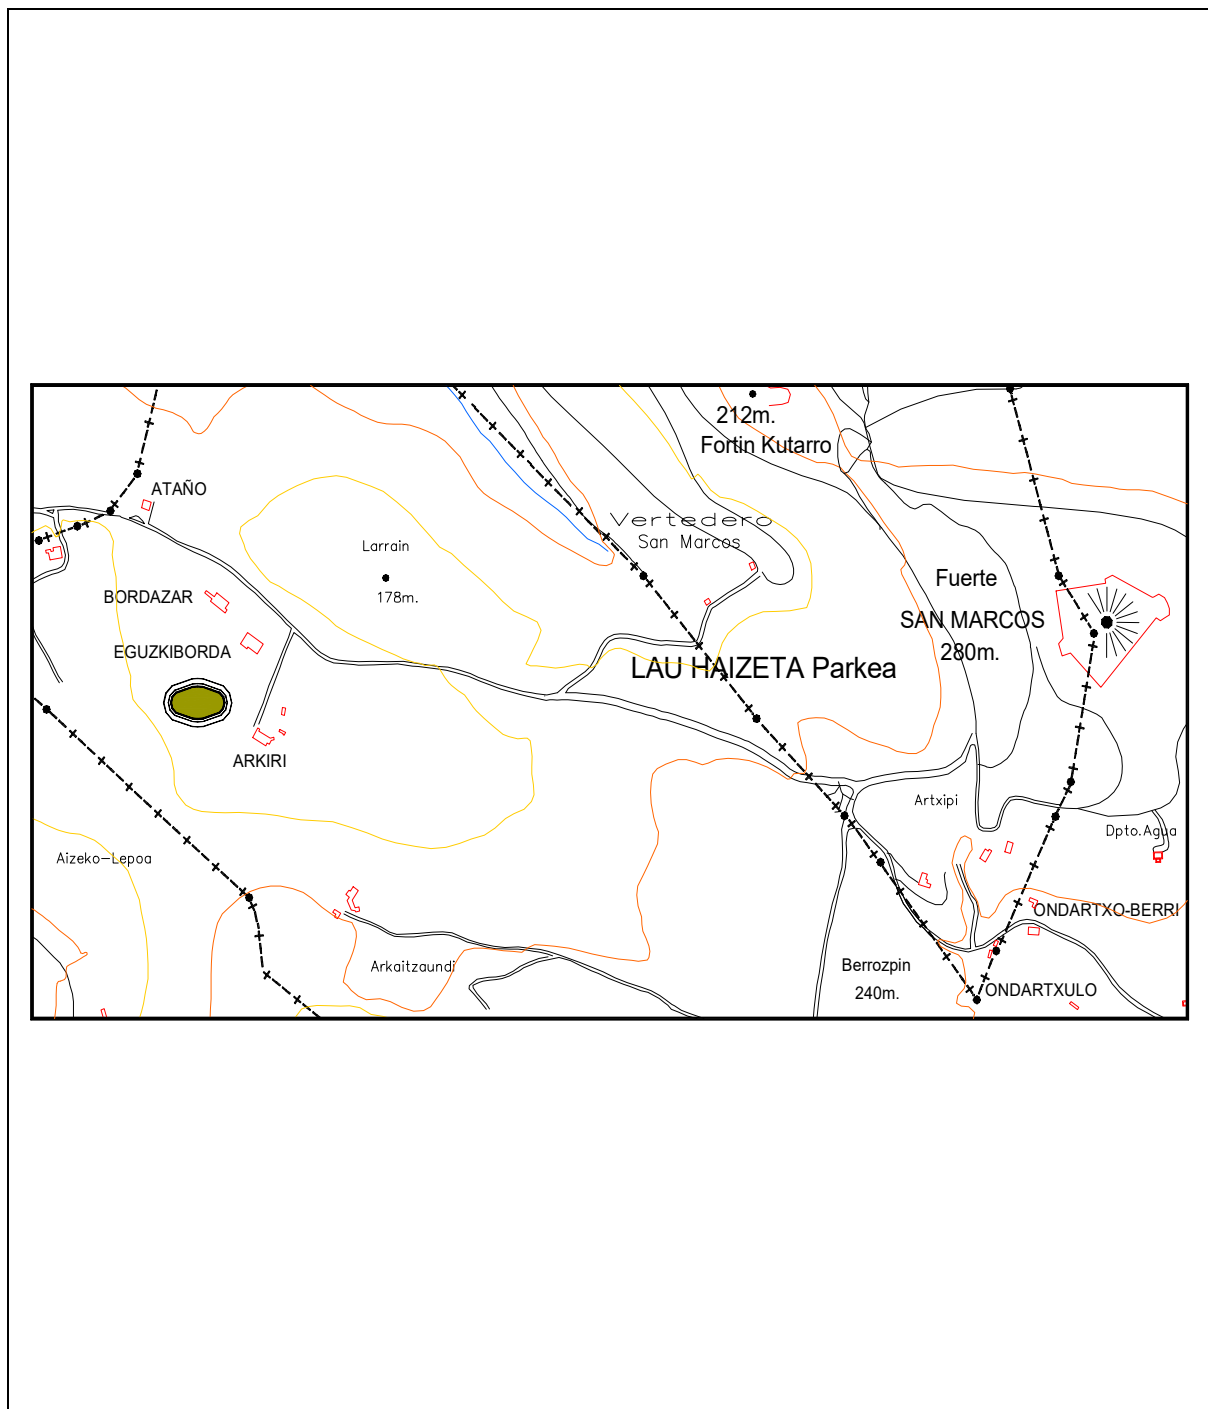 212m.
Fortin Kutarro
ATAÑO
Vertedero
San Marcos
Larrain
178m.
Fuerte
SAN MARCOS
280m.
BORDAZAR
EGUZKIBORDA
LAU HAIZETA Parkea
ARKIRI
Artxipi
Dpto.Agua
Aizeko-Lepoa
ONDARTXO-BERRI
Arkaitzaundi
Berrozpin
240m.
ONDARTXULO